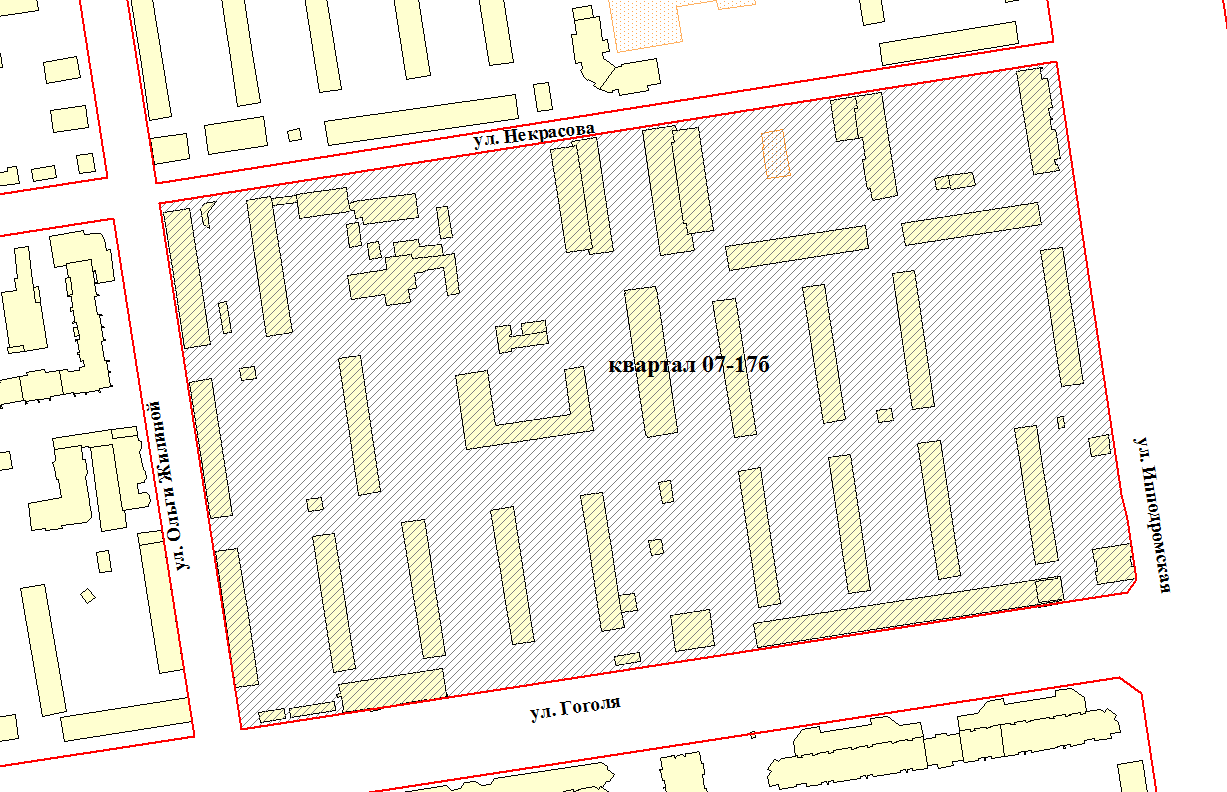 ул. Некрасова
квартал 07-17б
ул. Ольги Жилиной
ул. Ипподромская
ул. Гоголя